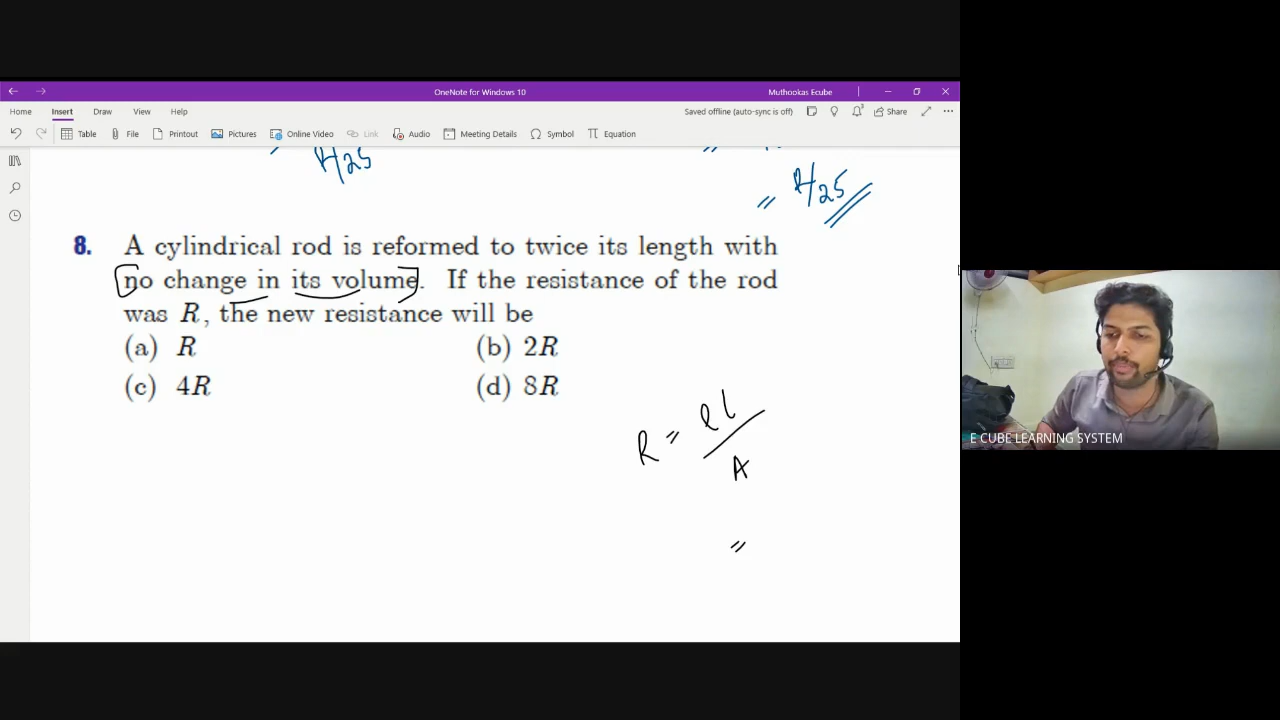 OneNote for Windows 10
Muthookas Ecube
Home Insert Draw View Help
Saved offline (auto-sync is off)
Share
Table File Printout Pictures Online Video Link Audio Meeting Details Symbol Equation
R/25
=
= R/25
8. A cylindrical rod is reformed to twice its length with
no change in its volume. If the resistance of the rod
was R, the new resistance will be
(a) R (b) 2R
(c) 4R (d) 8R
R = ρl/A
=
E CUBE LEARNING SYSTEM